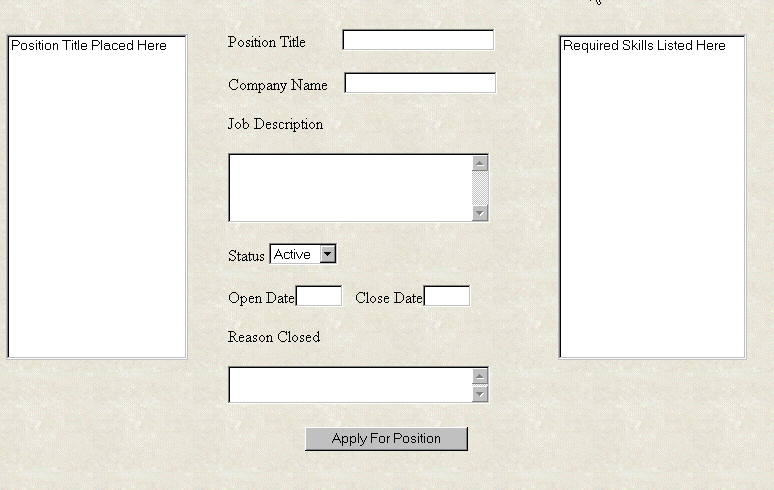 Position Title Placed Here
Position Title
Company Name
Job Description
Status Active
Open Date Close Date
Reason Closed
Apply For Position
Required Skills Listed Here